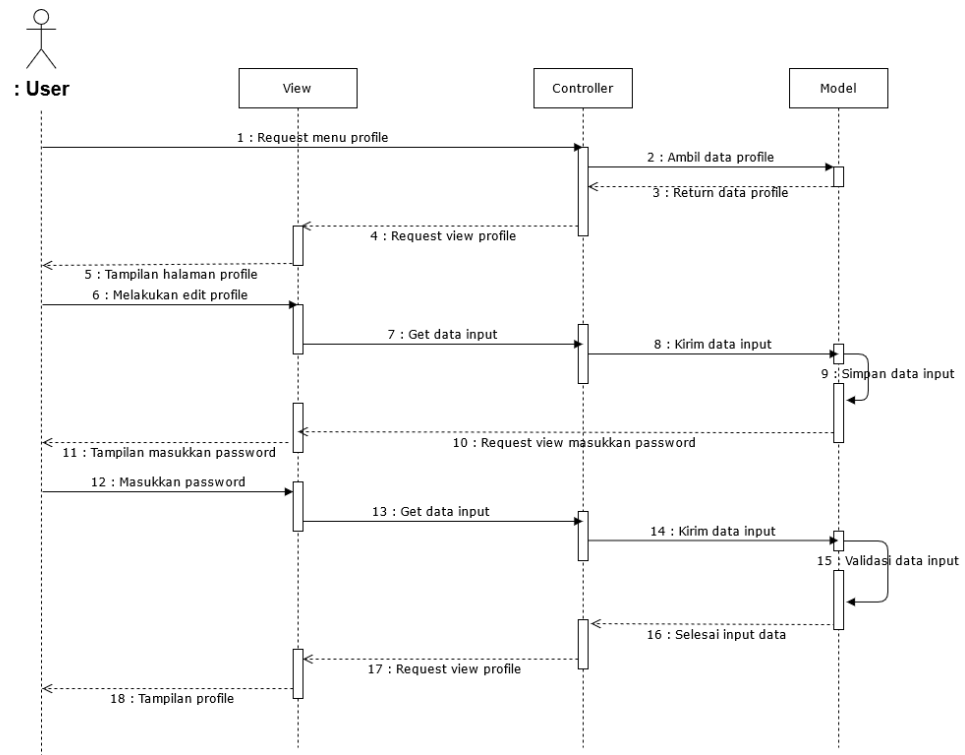 : User
View
Controller
Model
1 : Request menu profile
2 : Ambil data profile
3 : Return data profile
4 : Request view profile
5 : Tampilan halaman profile
6 : Melakukan edit profile
7 : Get data input
8 : Kirim data input
9 : Simpan data input
10 : Request view masukkan password
11 : Tampilan masukkan password
12 : Masukkan password
13 : Get data input
14 : Kirim data input
15 : Validasi data input
16 : Selesai input data
17 : Request view profile
18 : Tampilan profile